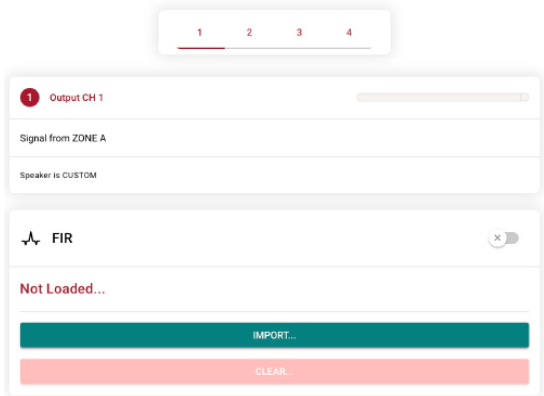 1 2 3 4
1 Output CH 1
Signal from ZONE A
Speaker is CUSTOM
FIR
Not Loaded...
IMPORT...
CLEAR...